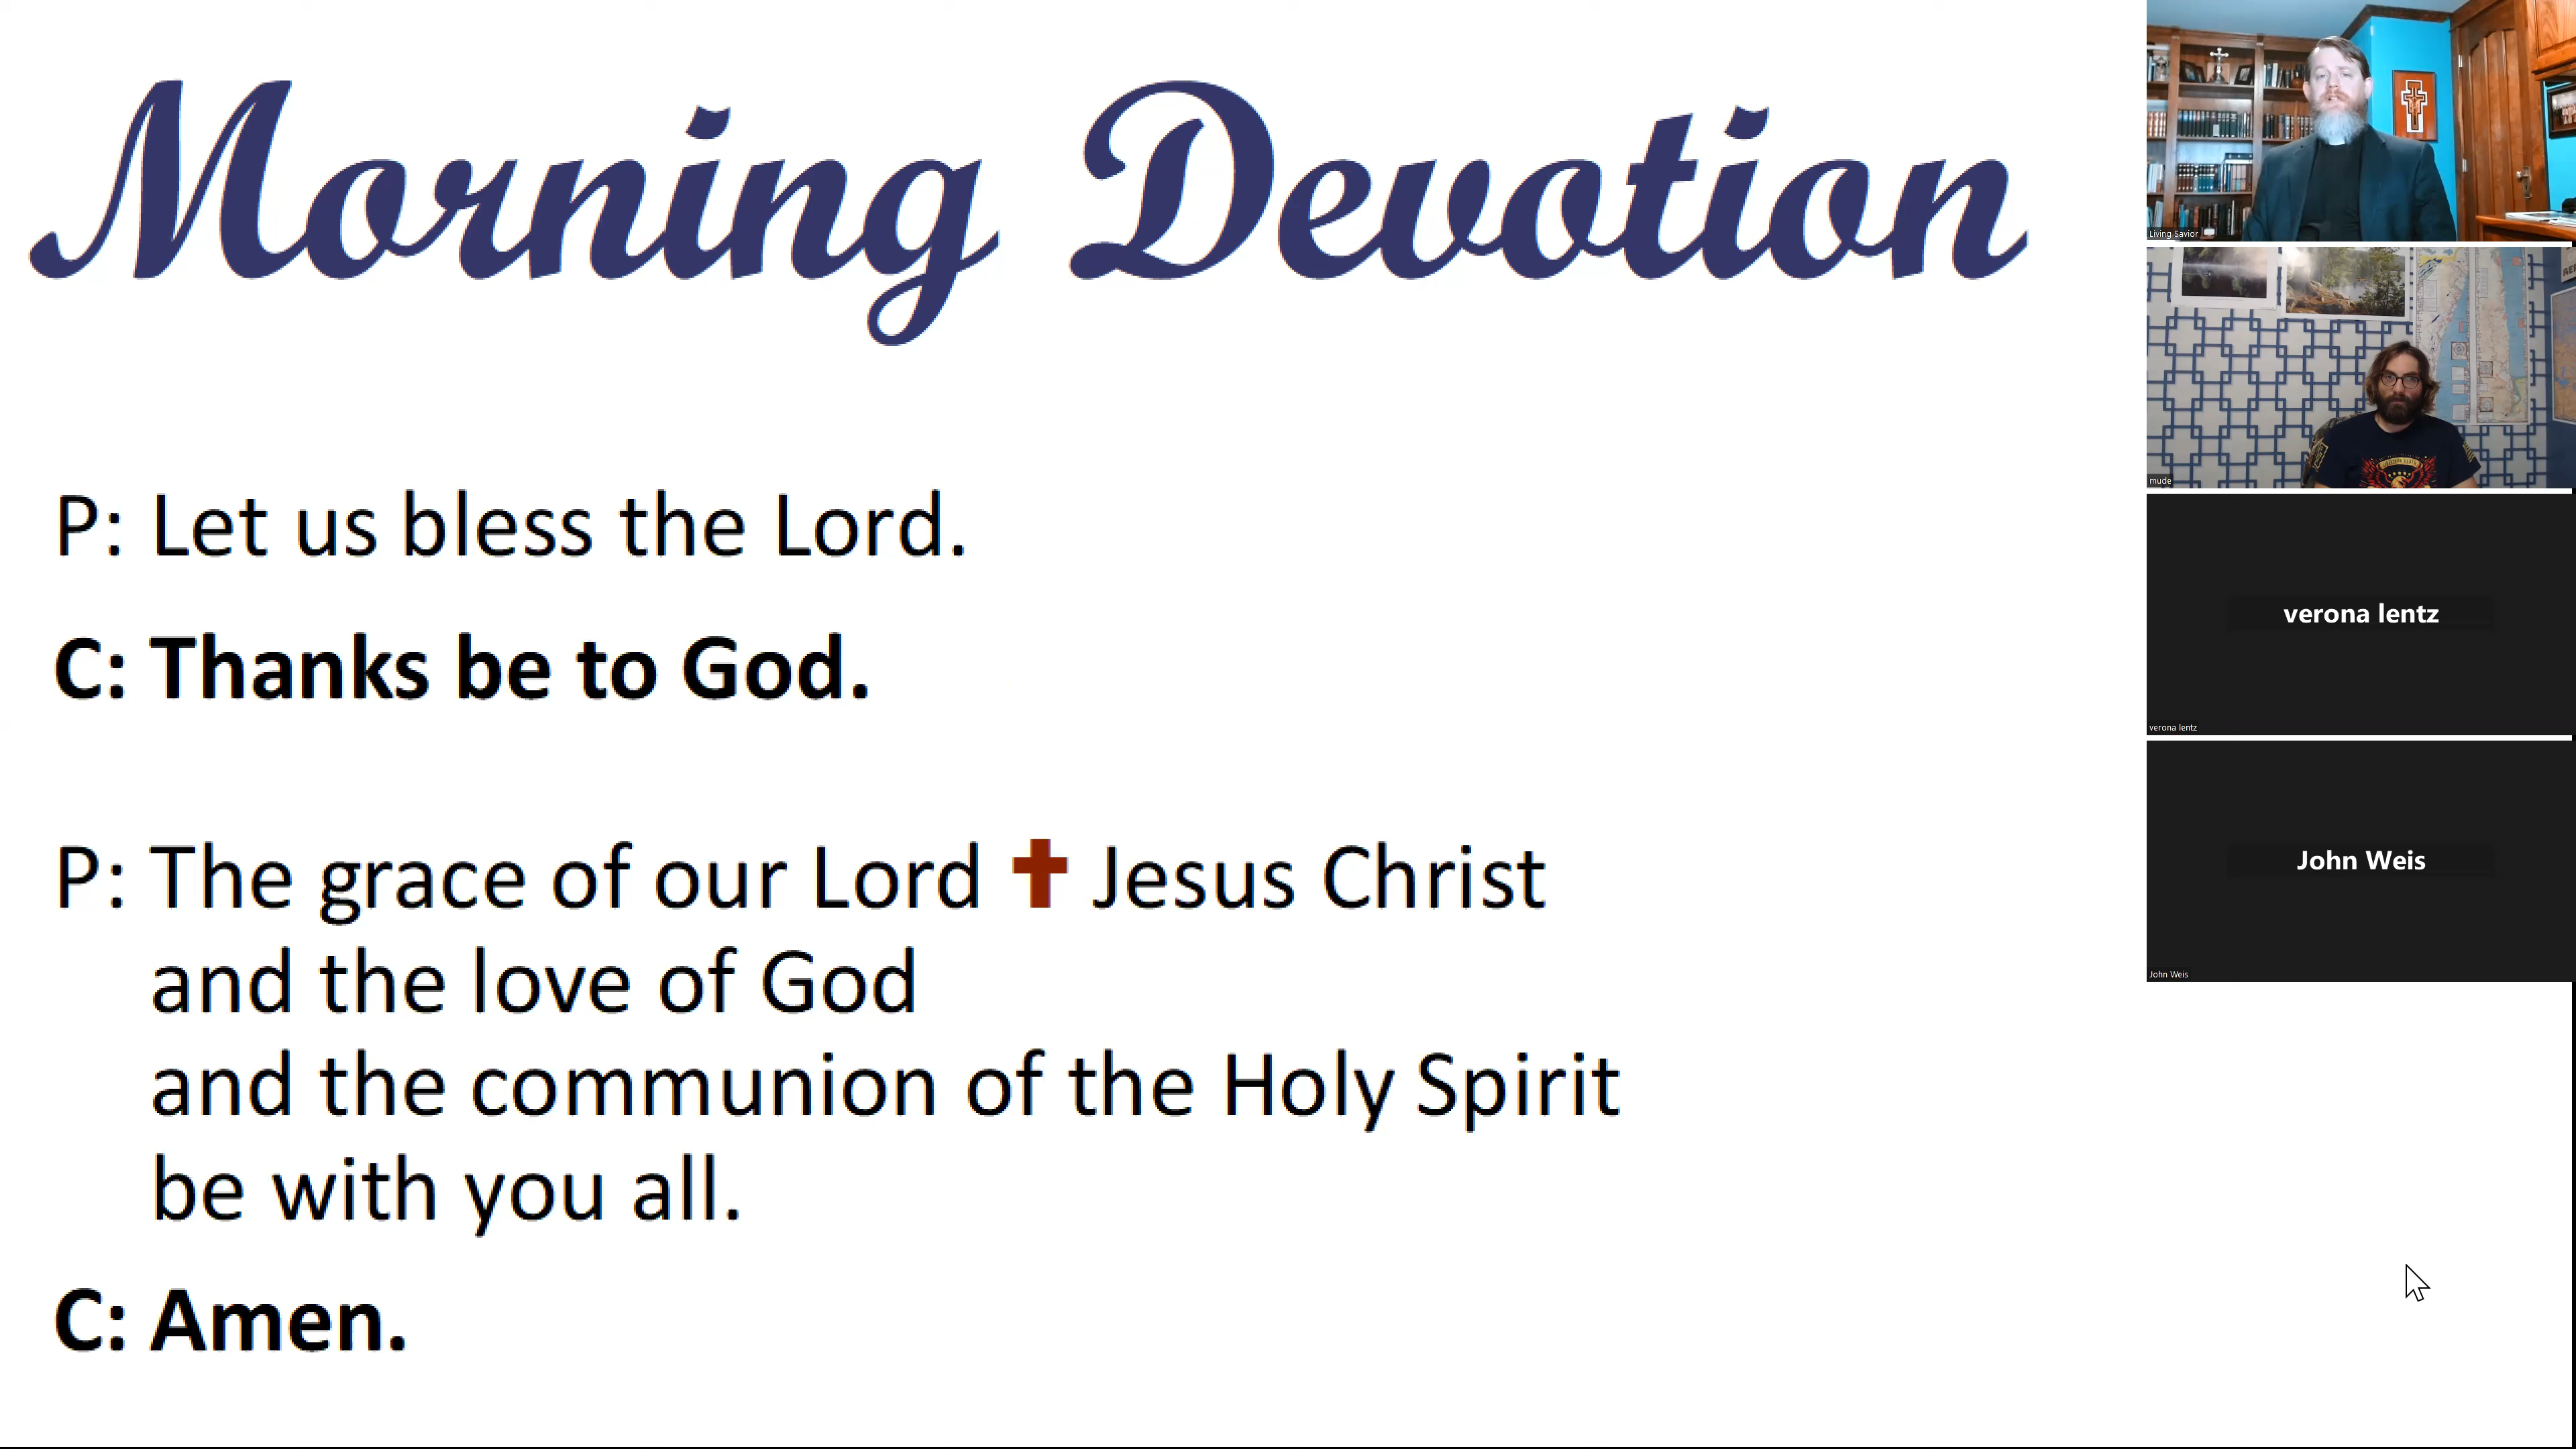 Morning Devotion
P: Let us bless the Lord.
C: Thanks be to God.
P: The grace of our Lord ✝ Jesus Christ
and the love of God
and the communion of the Holy Spirit
be with you all.
C: Amen.
Living Savior
mude
verona lentz
verona lentz
John Weis
John Weis